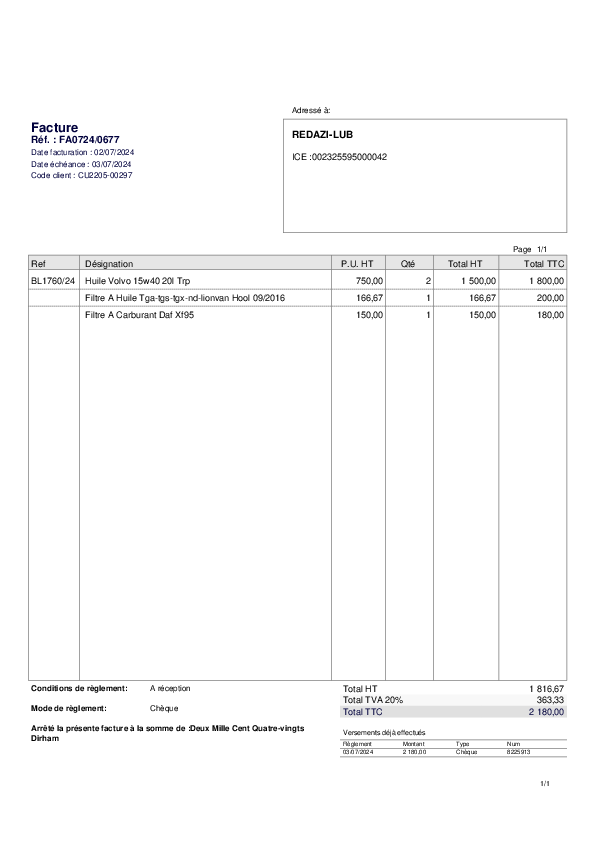 Adressé à:
Facture
Réf. : FA0724/0677
Date facturation : 02/07/2024
Date échéance : 03/07/2024
Code client : CU2205-00297
REDAZI-LUB
ICE :002325595000042
Page 1/1
Ref Désignation P.U. HT Qté Total HT Total TTC
BL1760/24 Huile Volvo 15w40 20l Trp 750,00 2 1 500,00 1 800,00
Filtre A Huile Tga-tgs-tgx-nd-lionvan Hool 09/2016 166,67 1 166,67 200,00
Filtre A Carburant Daf Xf95 150,00 1 150,00 180,00
Conditions de règlement: A réception
Mode de règlement: Chèque
Arrêté la présente facture à la somme de :Deux Mille Cent Quatre-vingts
Dirham
Total HT 1 816,67
Total TVA 20% 363,33
Total TTC 2 180,00
Versements déjà effectués
Règlement Montant Type Num
03/07/2024 2 180,00 Chèque 8225913
1/1